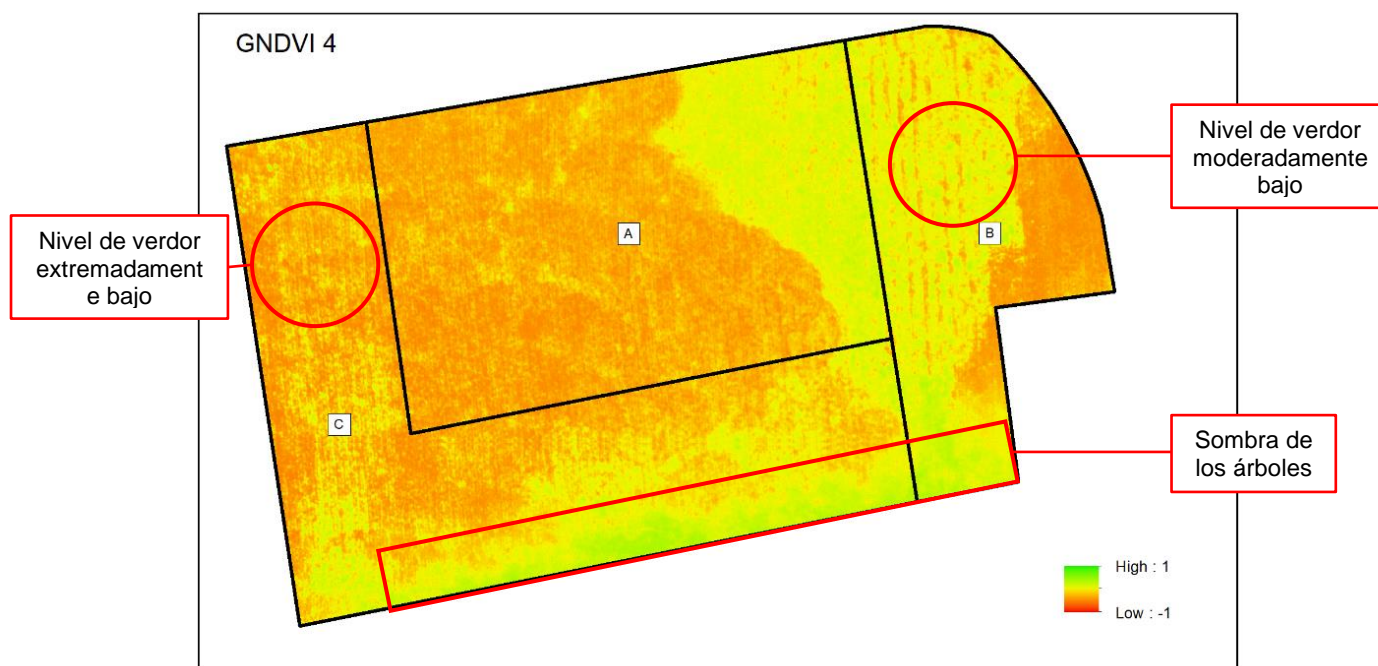 GNDVI 4
Nivel de verdor
moderadamente
bajo
Nivel de verdor
extremadament
e bajo
A
B
C
Sombra de
los árboles
High : 1
Low : -1